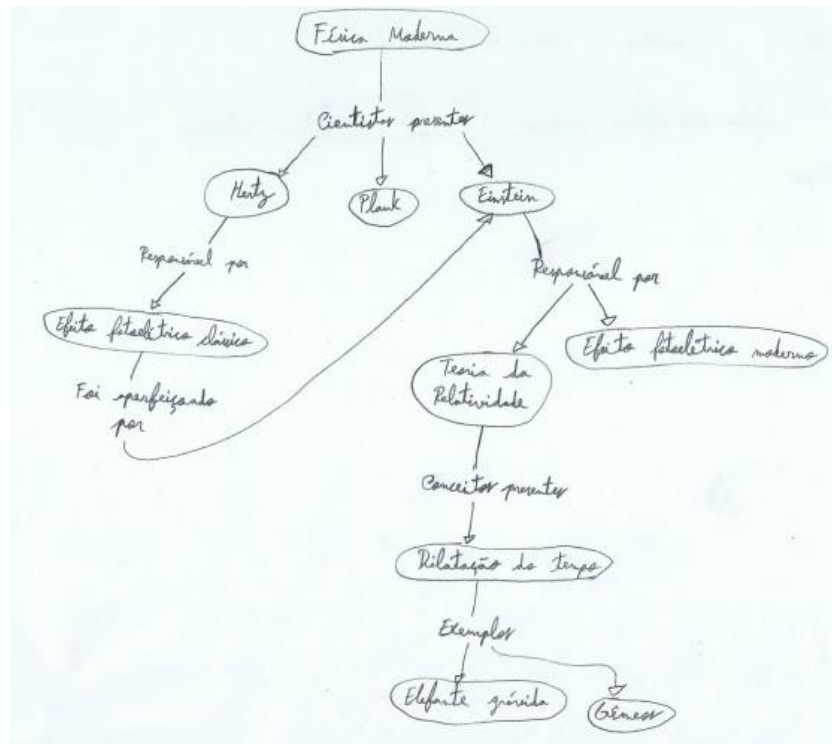 Física Moderna
Cientistas presentes
Hertz
Plank
Einstein
Responsável por
Responsável por
Efeito fotoelétrico clássico
Efeito fotoelétrico moderno
Teoria da
Relatividade
Foi aperfeiçoado
por
Conceitos presentes
Dilatação do tempo
Exemplos
Elefante grávida
Gêmeos